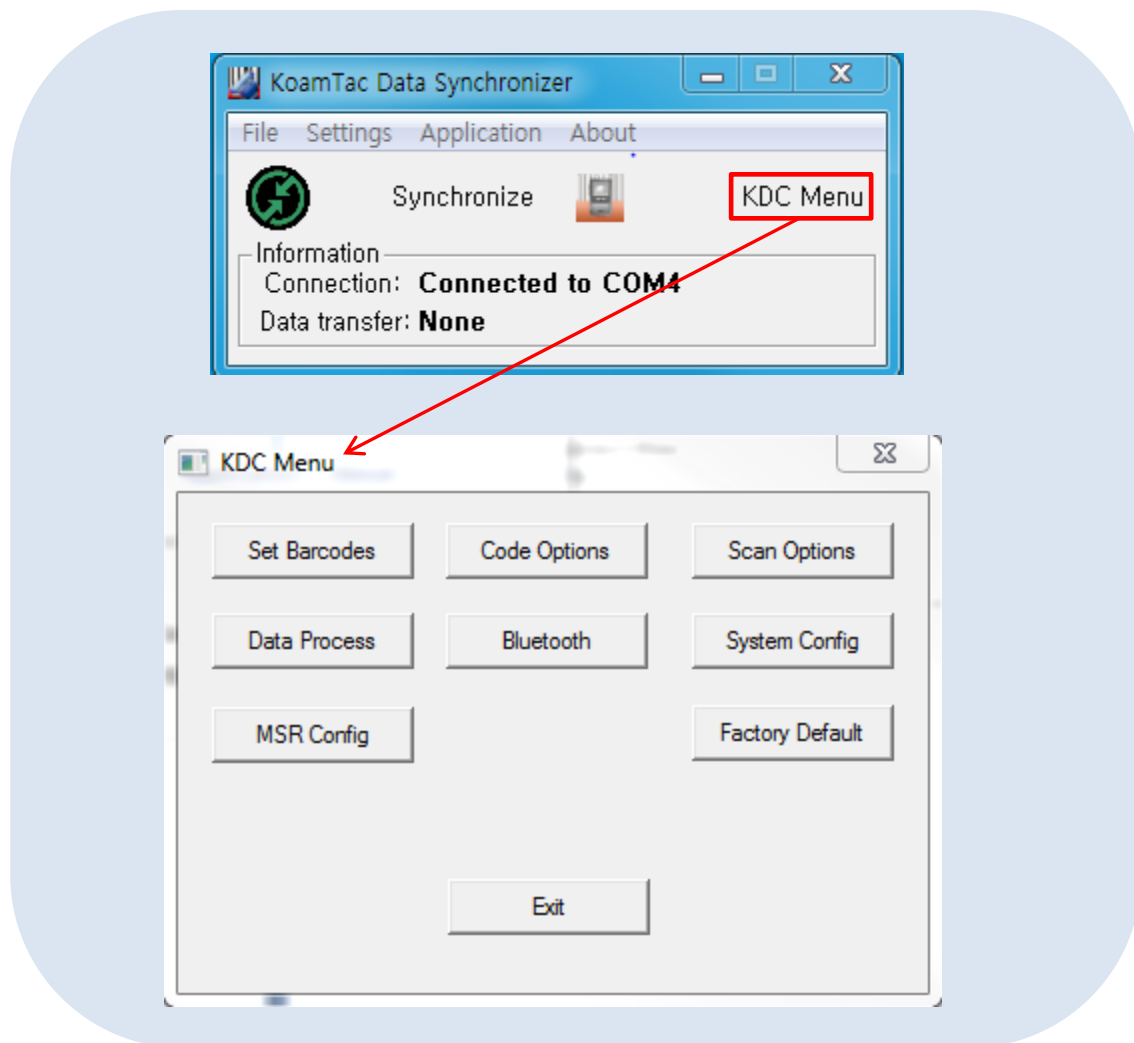 KoamTac Data Synchronizer
File Settings Application About
Synchronize KDC Menu
Information
Connection: Connected to COM4
Data transfer: None
KDC Menu
Set Barcodes Code Options Scan Options
Data Process Bluetooth System Config
MSR Config Factory Default
Exit